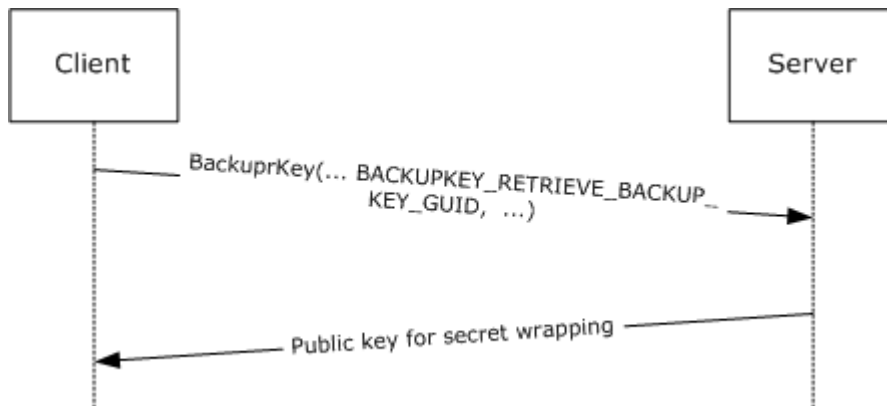 Client
Server
BackuprKey(... BACKUPKEY_RETRIEVE_BACKUP_
KEY_GUID, ...)
Public key for secret wrapping